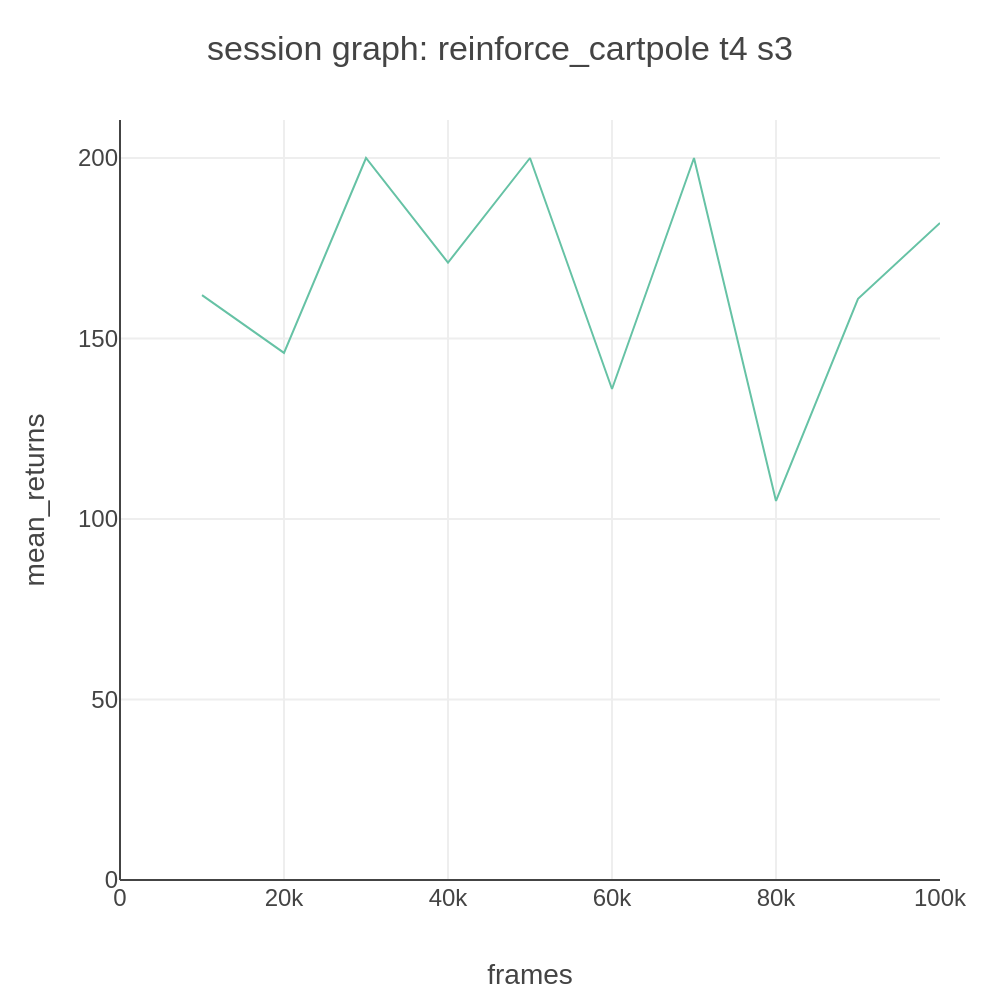 session graph: reinforce_cartpole t4 s3
mean_returns
200
150
100
50
0
0 20k 40k 60k 80k 100k
frames